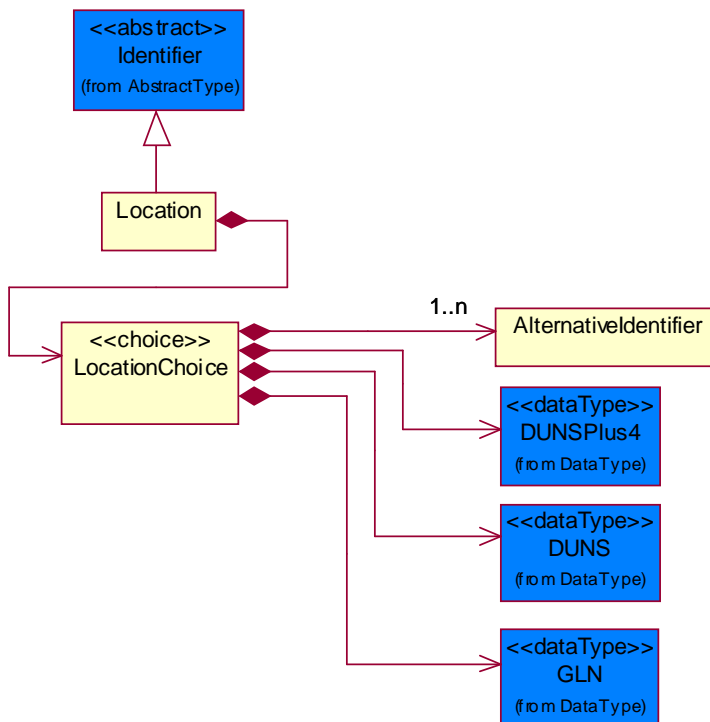 <<abstract>>
Identifier
(from AbstractType)
Location
1..n
<<choice>>
LocationChoice
AlternativeIdentifier
<<dataType>>
DUNSPlus4
(from DataType)
<<dataType>>
DUNS
(from DataType)
<<dataType>>
GLN
(from DataType)